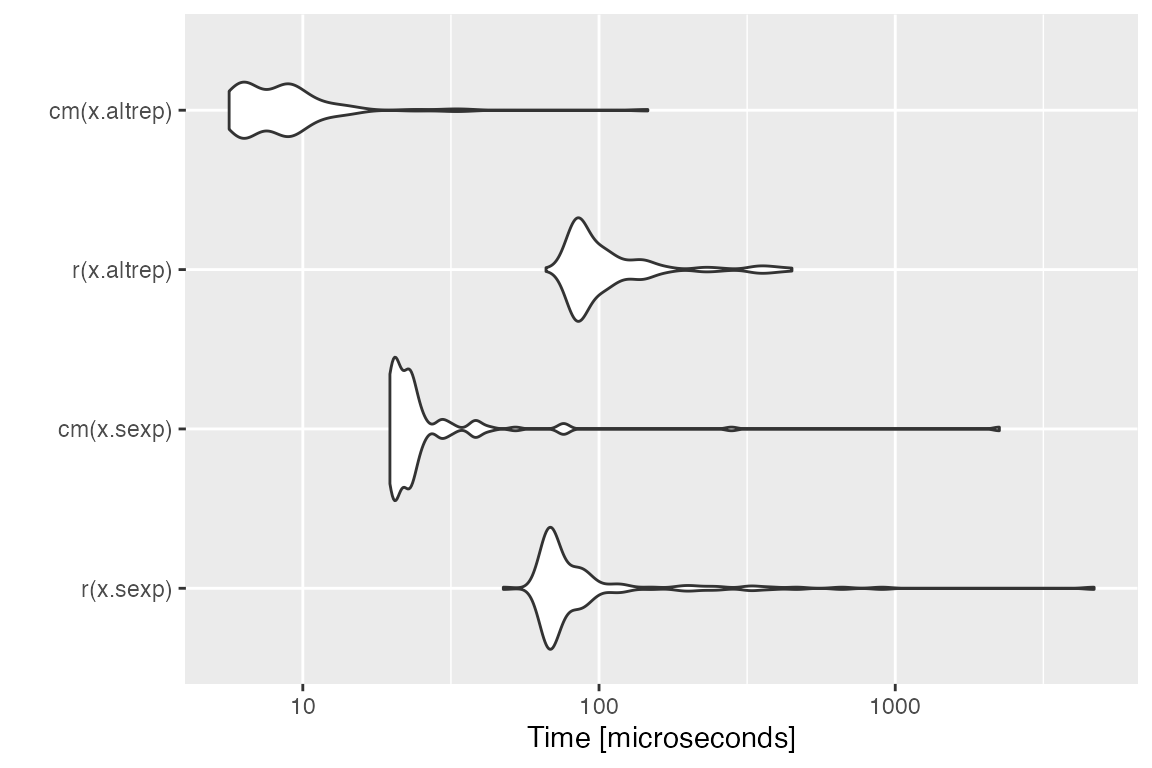 cm(x.altrep)
r(x.altrep)
cm(x.sexp)
r(x.sexp)
10 100 1000
Time [microseconds]